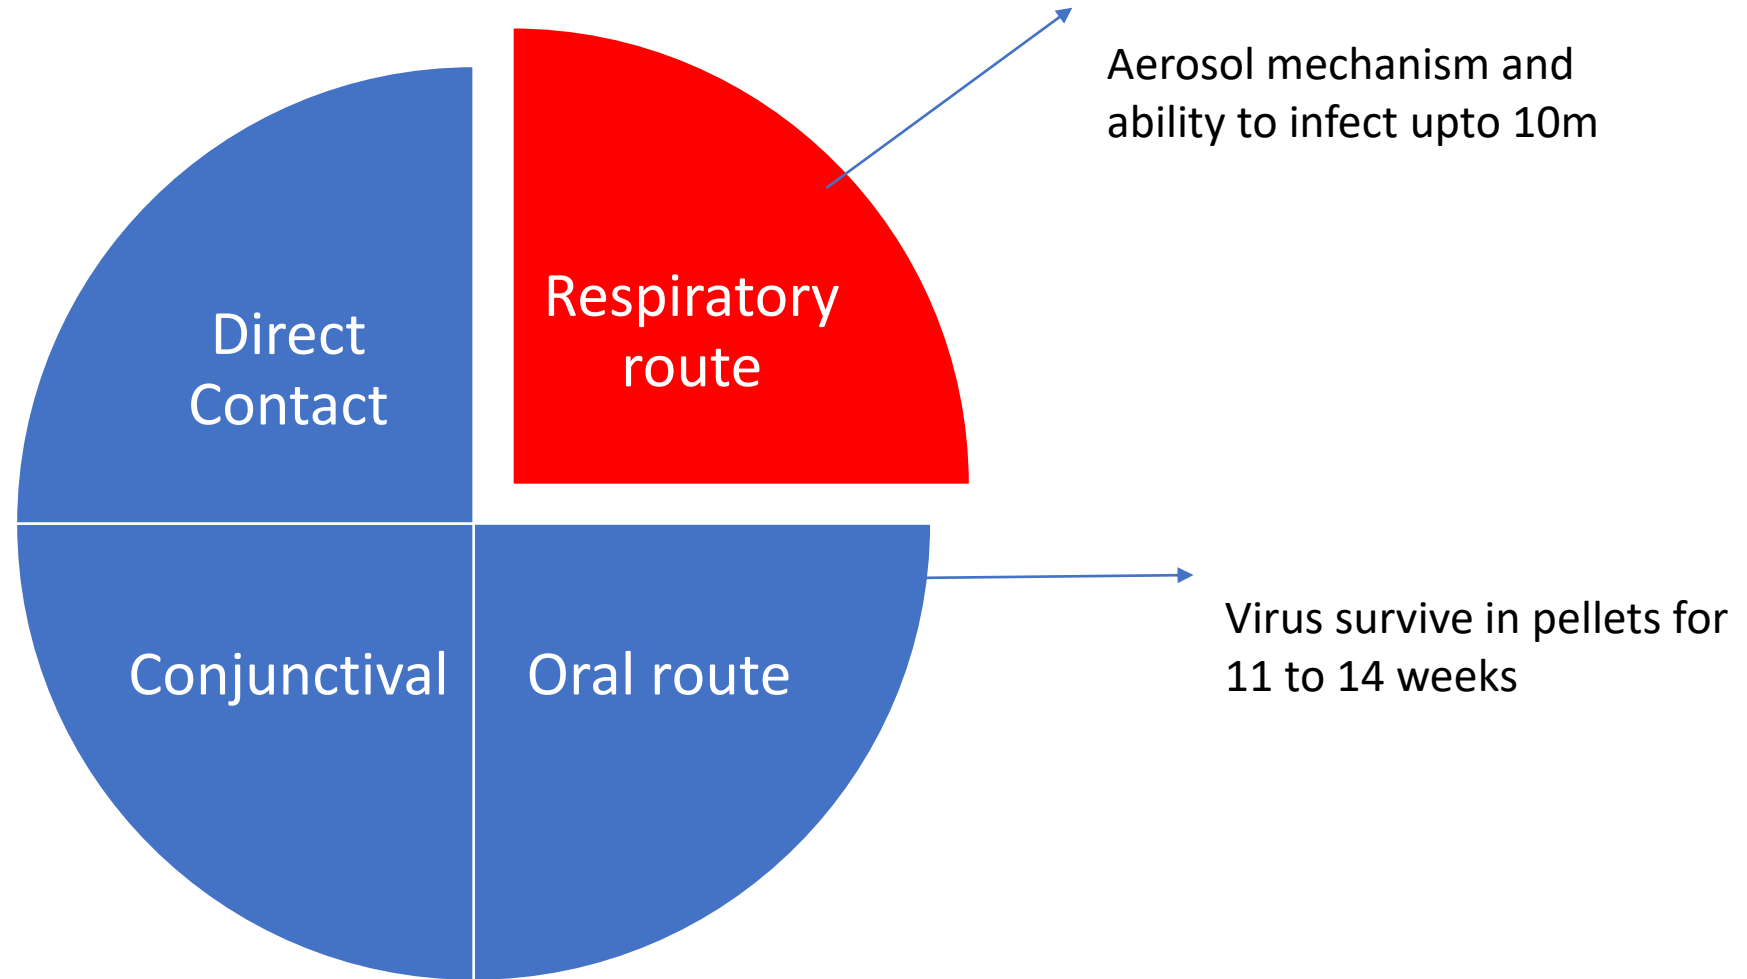 Aerosol mechanism and
ability to infect upto 10m
Respiratory
route
Direct
Contact
Conjunctival
Oral route
Virus survive in pellets for
11 to 14 weeks